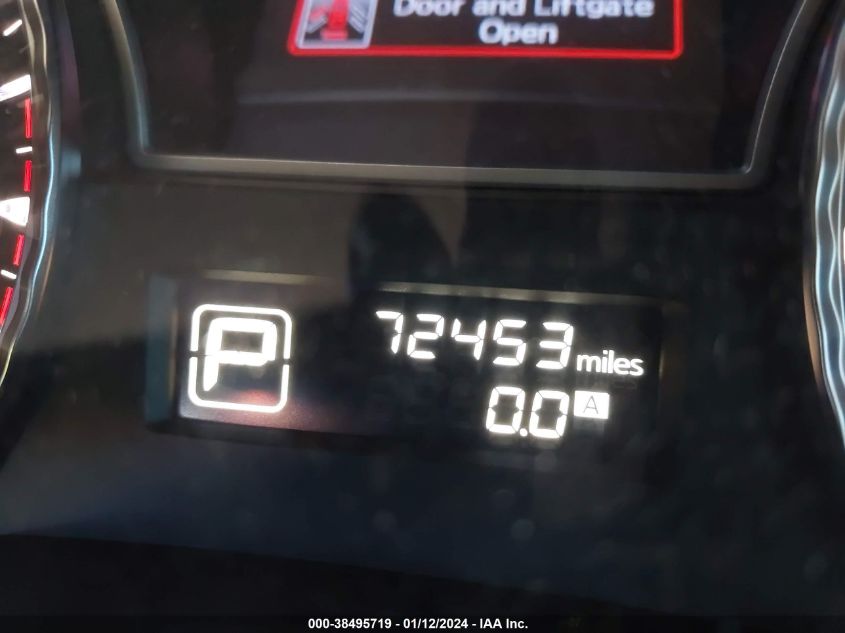 Door and Liftgate
Open
P
72453 miles
0.0 A
000-38495719 - 01/12/2024 - IAA Inc.